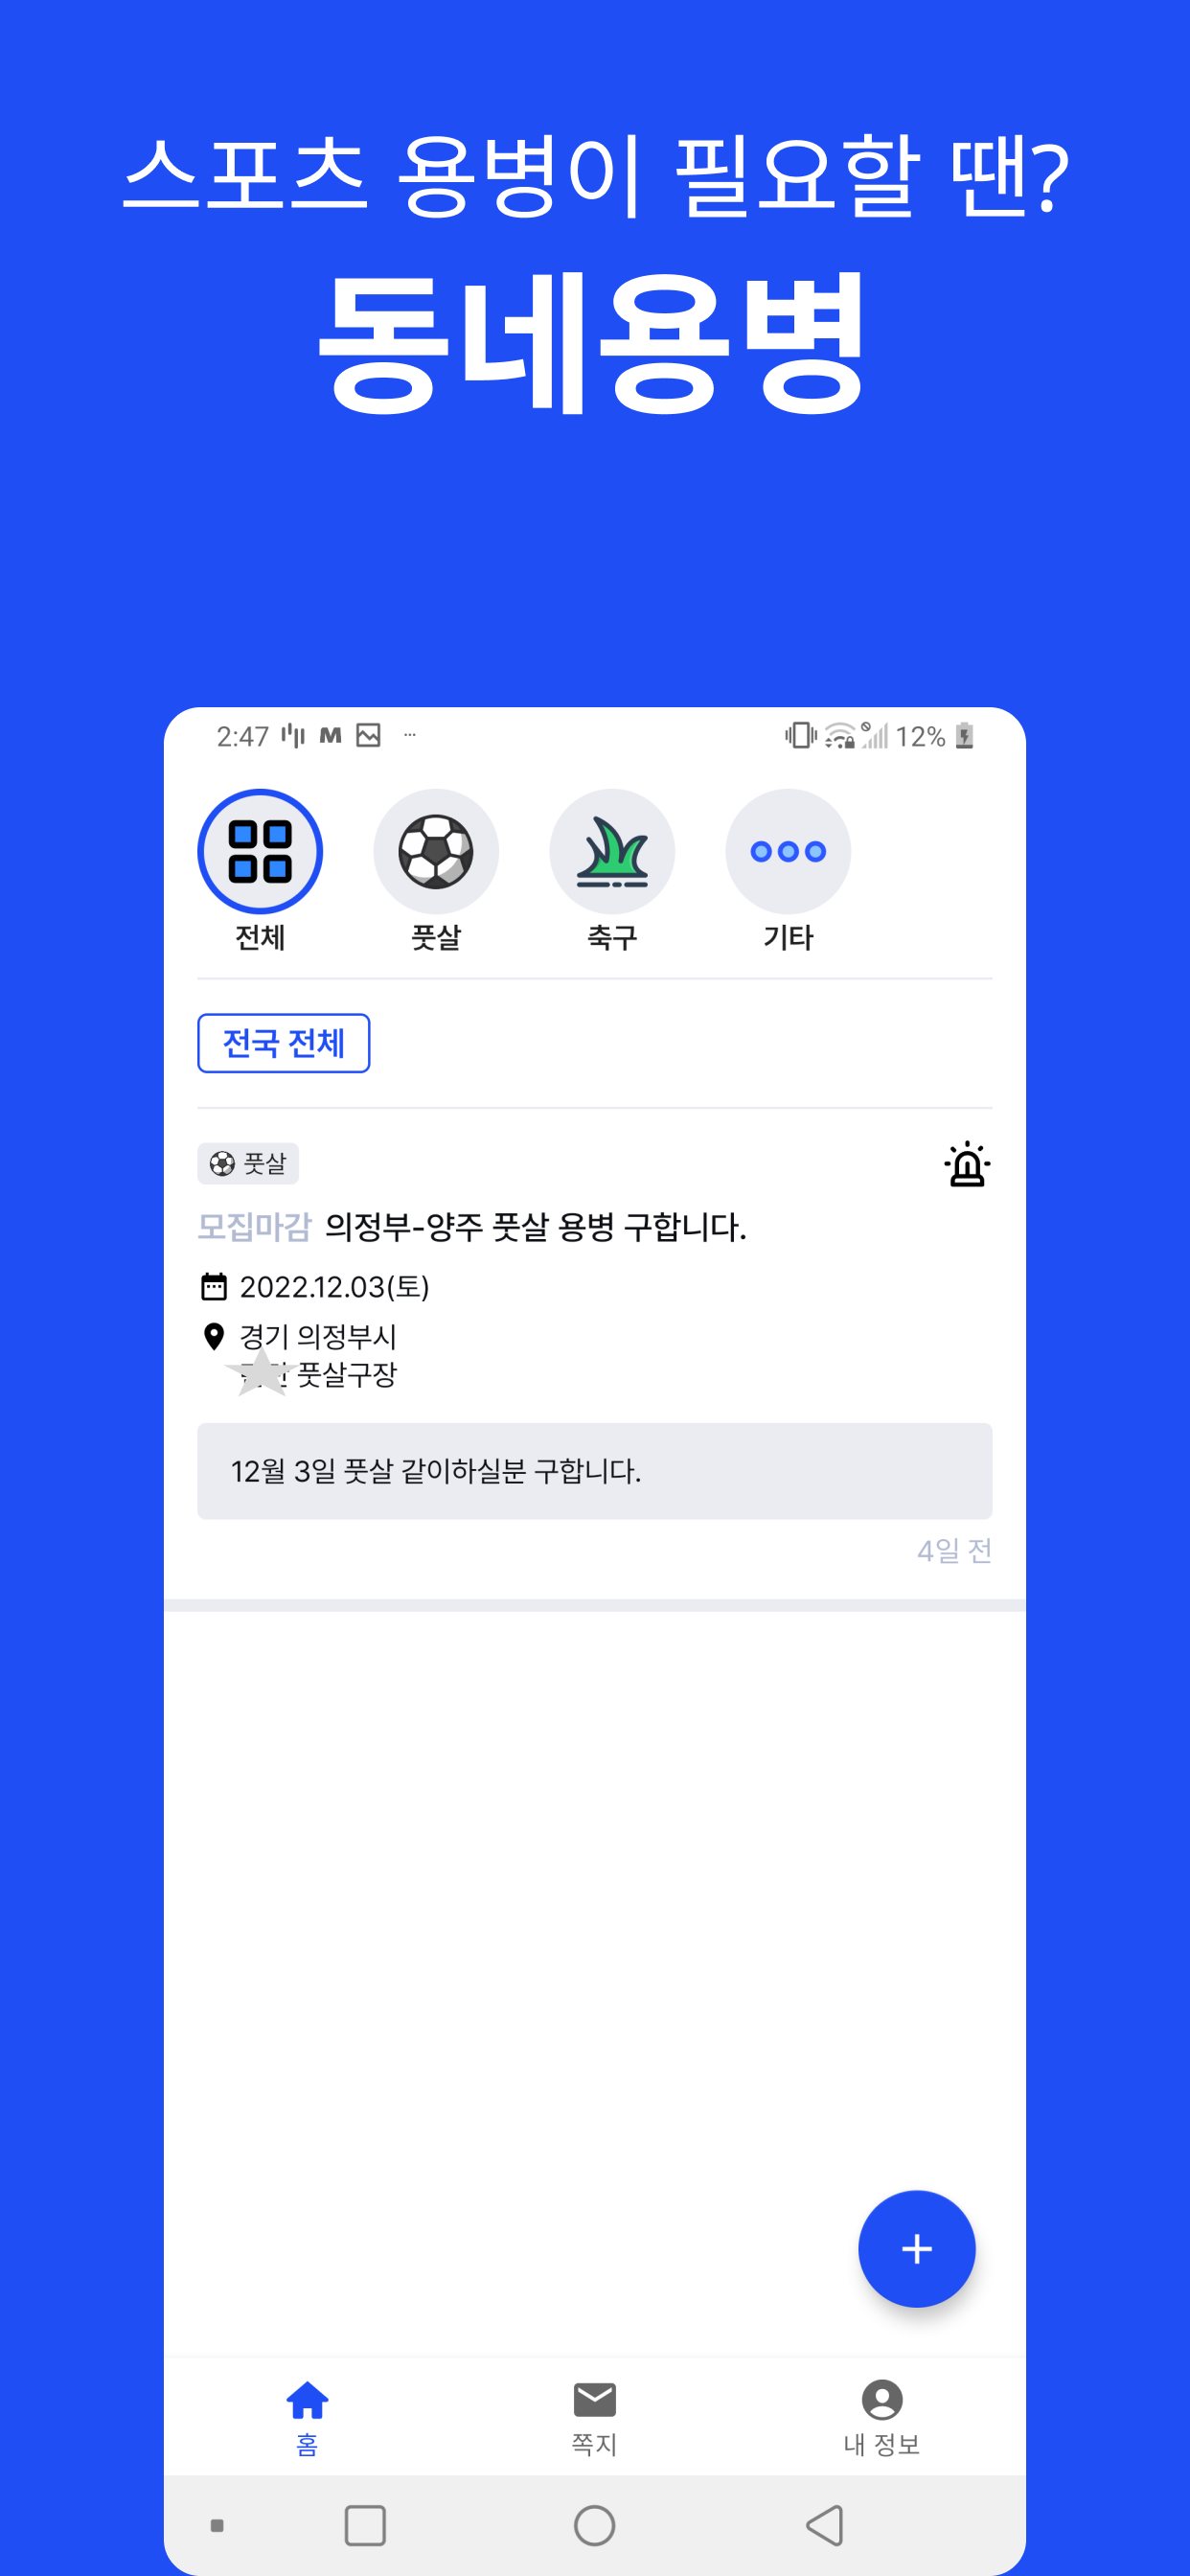 스포츠 용병이 필요할 땐?
동네용병
2:47 M ··· 12%
전체 풋살 축구 기타
전국 전체
풋살
모집마감 의정부-양주 풋살 용병 구합니다.
2022.12.03(토)
경기 의정부시
풋살구장
12월 3일 풋살 같이하실분 구합니다.
4일 전
홈 쪽지 내 정보